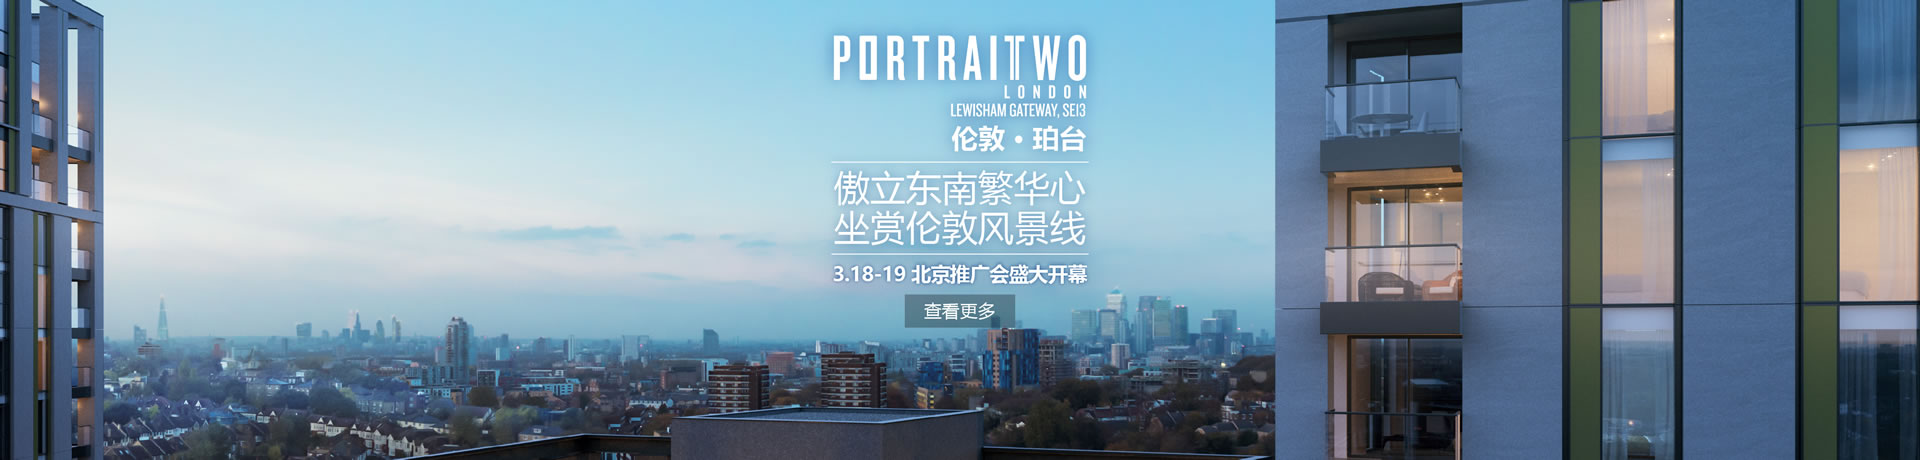 PORTRAITTWO
LONDON
LEWISHAM GATEWAY, SE13
伦敦·珀台
傲立东南繁华心
坐赏伦敦风景线
3.18-19 北京推广会盛大开幕
查看更多